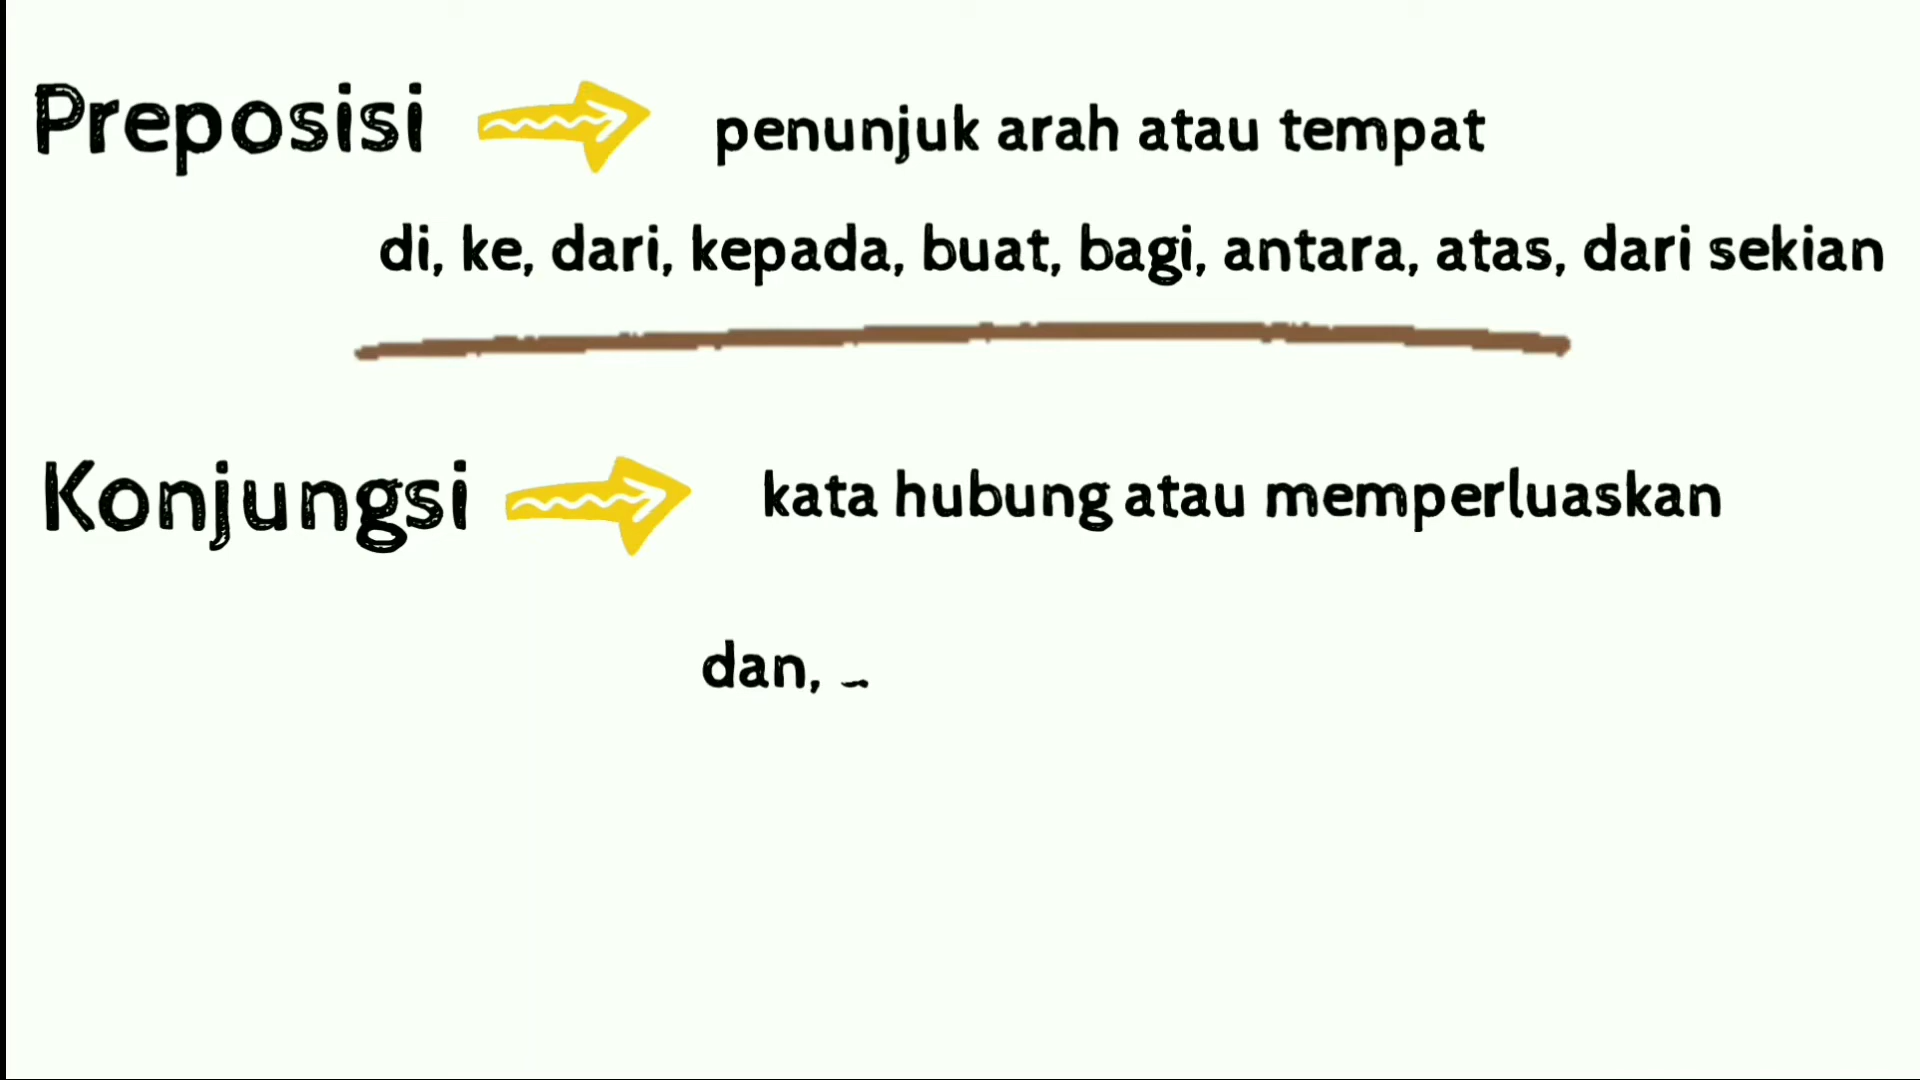 Preposisi penunjuk arah atau tempat
di, ke, dari, kepada, buat, bagi, antara, atas, dari sekian
Konjungsi kata hubung atau memperluaskan
dan,